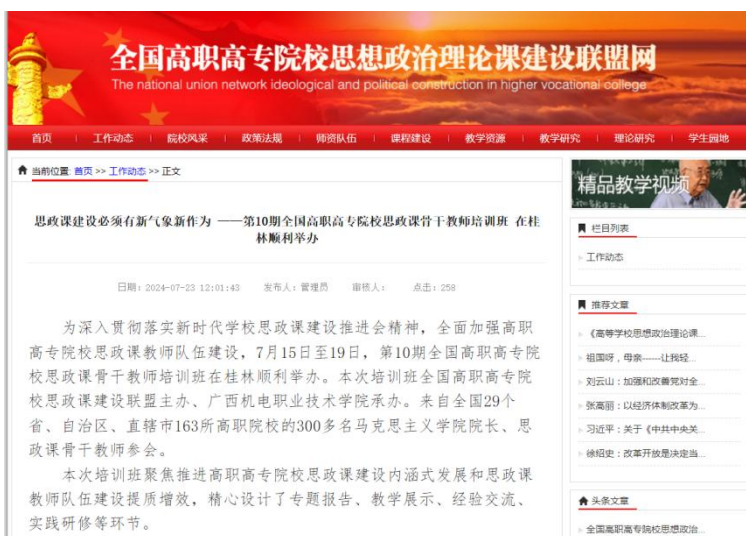 全国高职高专院校思想政治理论课建设联盟网
The national union network ideological and political construction in higher vocational college
首页 工作动态 院校风采 政策法规 师资队伍 课程建设 教学资源 教学研究 理论研究 学生园地
当前位置: 首页 >> 工作动态 >> 正文
思政课建设必须有新气象新作为 ——第10期全国高职高专院校思政课骨干教师培训班 在桂
林顺利举办
日期:2024-07-23 12:01:43 发布人:管理员 审核人: 点击:258
为深入贯彻落实新时代学校思政课建设推进会精神，全面加强高职
高专院校思政课教师队伍建设，7月15日至19日，第10期全国高职高专院
校思政课骨干教师培训班在桂林顺利举办。本次培训班全国高职高专院
校思政课建设联盟主办、广西机电职业技术学院承办。来自全国29个
省、自治区、直辖市163所高职院校的300多名马克思主义学院院长、思
政课骨干教师参会。
本次培训班聚焦推进高职高专院校思政课建设内涵式发展和思政课
教师队伍建设提质增效，精心设计了专题报告、教学展示、经验交流、
实践研修等环节。
精品教学视频
栏目列表
工作动态
推荐文章
《高等学校思想政治理论课...
祖国呀，母亲------让我轻...
刘云山：加强和改善党对全...
张高丽：以经济体制改革为...
习近平：关于《中共中央关...
徐绍史：改革开放是决定当...
头条文章
全国高职高专院校思想政治...